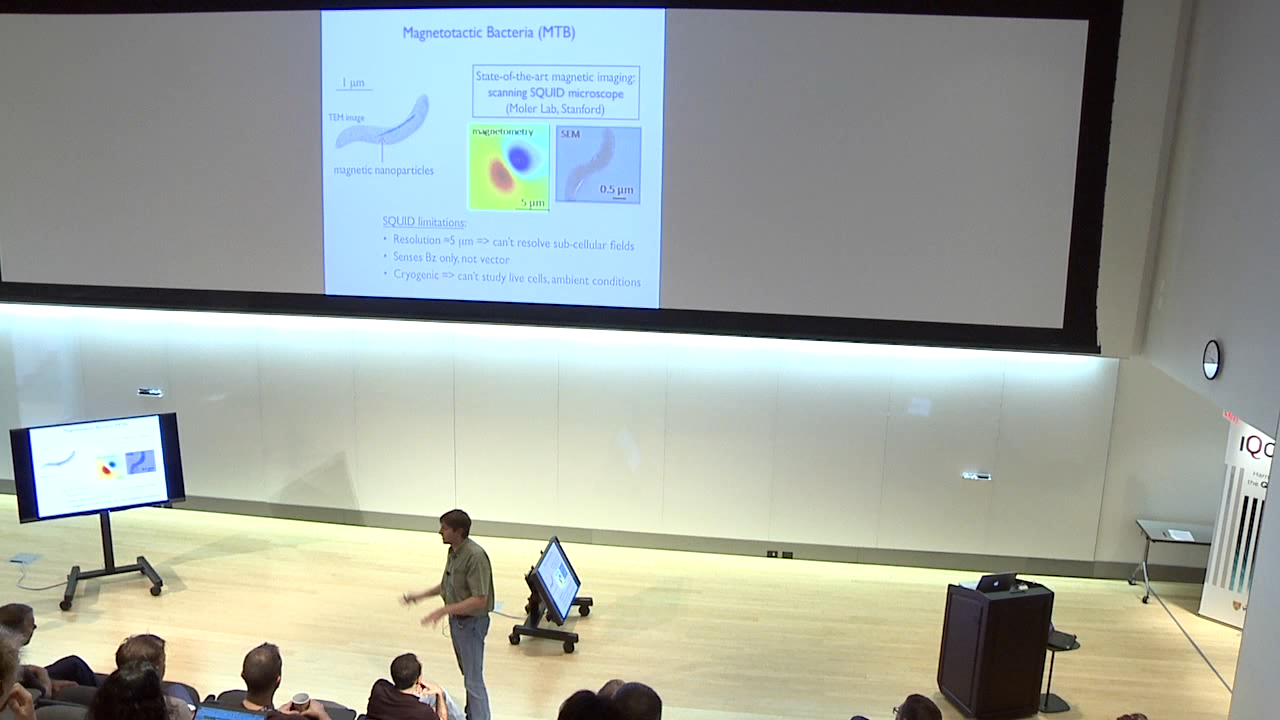 Magnetotactic Bacteria (MTB)
1 μm
TEM image
magnetic nanoparticles
State-of-the-art magnetic imaging:
scanning SQUID microscope
(Moler Lab, Stanford)
magnetometry
5 μm
SEM
0.5 μm
SQUID limitations:
• Resolution ≈5 μm => can't resolve sub-cellular fields
• Senses Bz only, not vector
• Cryogenic => can't study live cells, ambient conditions
IQC
the Q